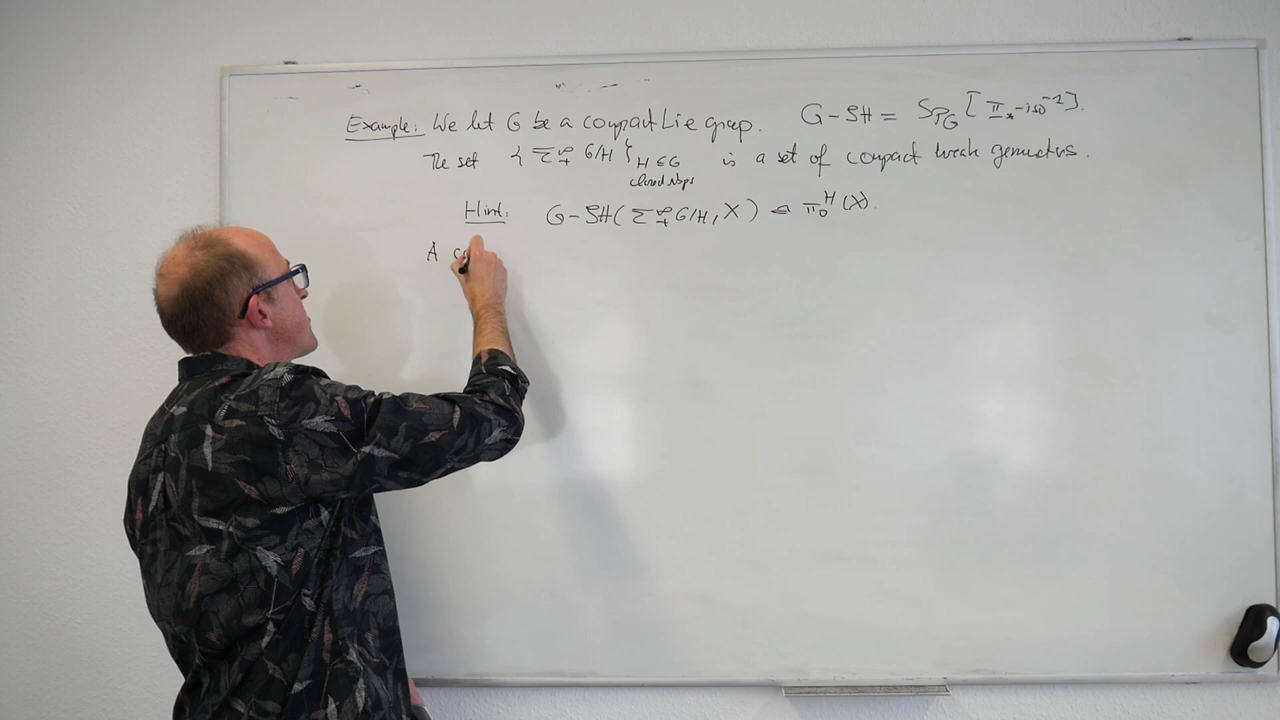 Example: We let G be a compact Lie group. G-SH = Sp_G [π_*-iso^{-1}].
The set { Σ^∞_+ G/H }_{H ≤ G} is a set of compact weak generators.
closed sbgps
Hint: G-SH( Σ^∞_+ G/H, X ) ≅ π_0^H (X).
A co